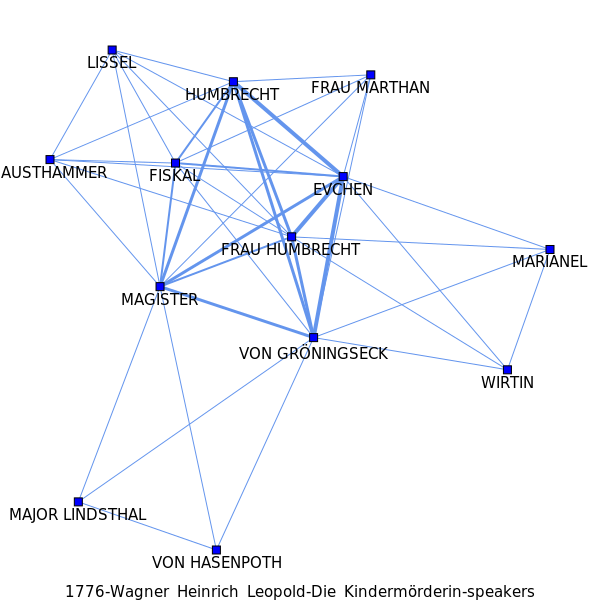 LISSEL
HUMBRECHT
FRAU MARTHAN
AUSTHAMMER
FISKAL
EVCHEN
FRAU HUMBRECHT
MARIANEL
MAGISTER
VON GRÖNINGSECK
WIRTIN
MAJOR LINDSTHAL
VON HASENPOTH
1776-Wagner_Heinrich_Leopold-Die_Kindermörderin-speakers